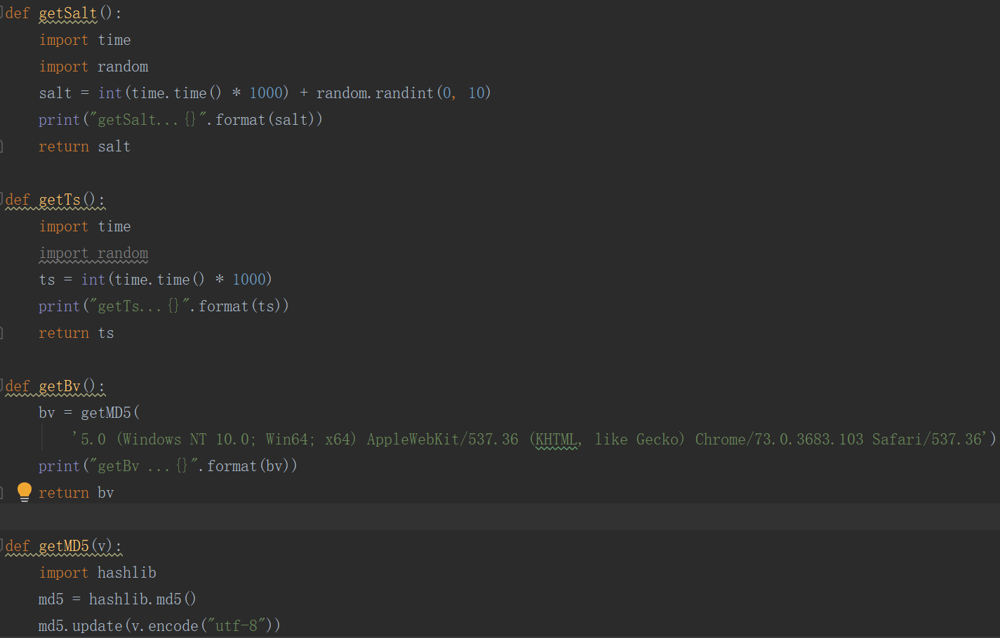 def getSalt():
    import time
    import random
    salt = int(time.time() * 1000) + random.randint(0, 10)
    print("getSalt...{}".format(salt))
    return salt
def getTs():
    import time
    import random
    ts = int(time.time() * 1000)
    print("getTs...{}".format(ts))
    return ts
def getBv():
    bv = getMD5(
        '5.0 (Windows NT 10.0; Win64; x64) AppleWebKit/537.36 (KHTML, like Gecko) Chrome/73.0.3683.103 Safari/537.36')
    print("getBv ...{}".format(bv))
    return bv
def getMD5(v):
    import hashlib
    md5 = hashlib.md5()
    md5.update(v.encode("utf-8"))